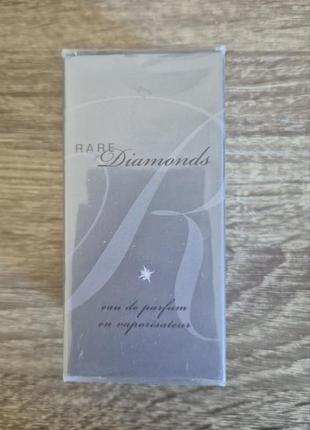 RARE
Diamonds
R
eau de parfum
en vaporisateur